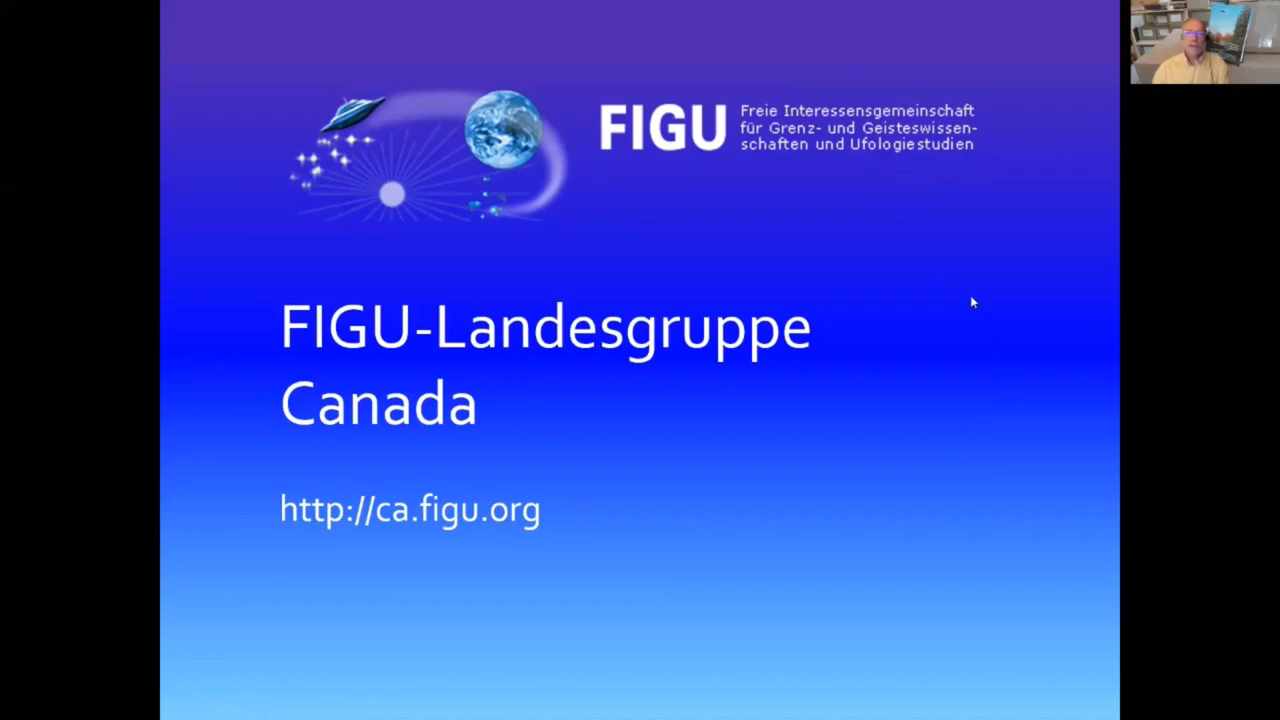 FIGU
Freie Interessensgemeinschaft
für Grenz- und Geisteswissen-
schaften und Ufologiestudien
FIGU-Landesgruppe
Canada
http://ca.figu.org